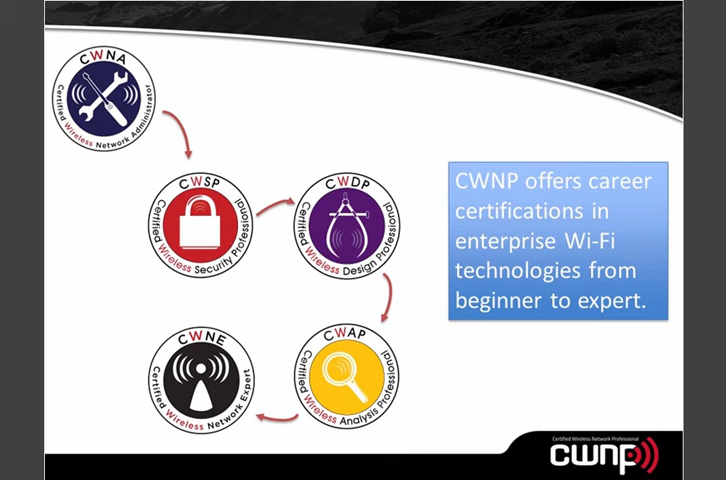 CWNA
Certified Wireless Network Administrator
CWSP
Certified Wireless Security Professional
CWDP
Certified Wireless Design Professional
CWNE
Certified Wireless Network Expert
CWAP
Certified Wireless Analysis Professional
CWNP offers career
certifications in
enterprise Wi-Fi
technologies from
beginner to expert.
Certified Wireless Network Professional
cwnp